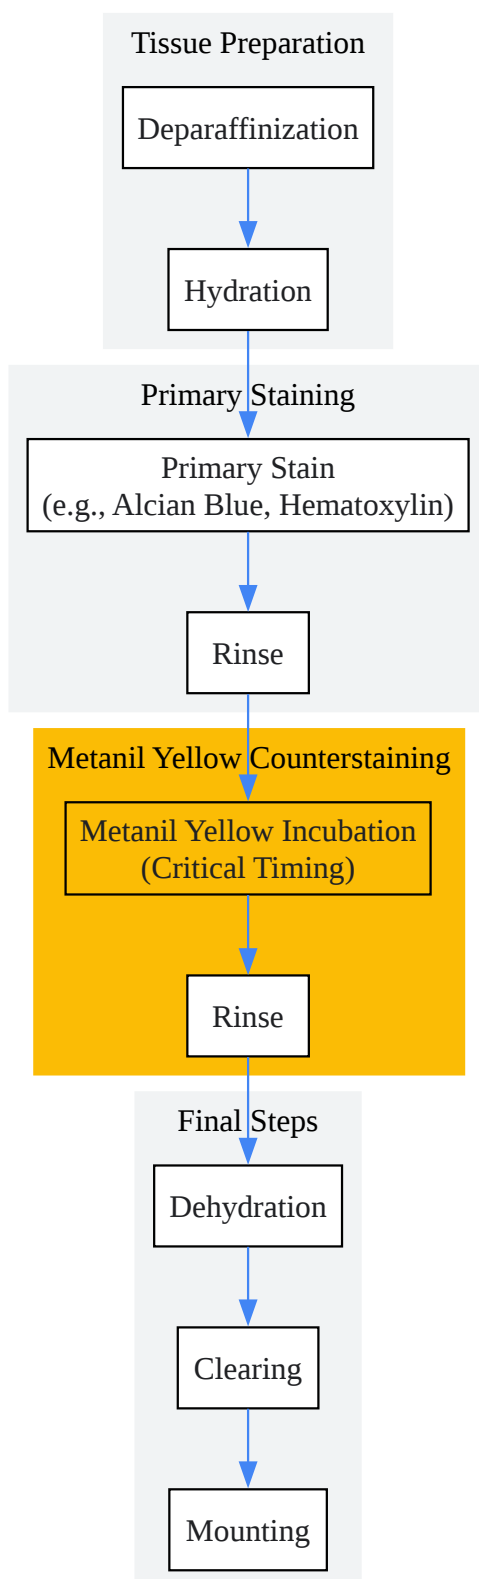 Tissue Preparation
Deparaffinization
Hydration
Primary Staining
Primary Stain
(e.g., Alcian Blue, Hematoxylin)
Rinse
Metanil Yellow Counterstaining
Metanil Yellow Incubation
(Critical Timing)
Rinse
Final Steps
Dehydration
Clearing
Mounting